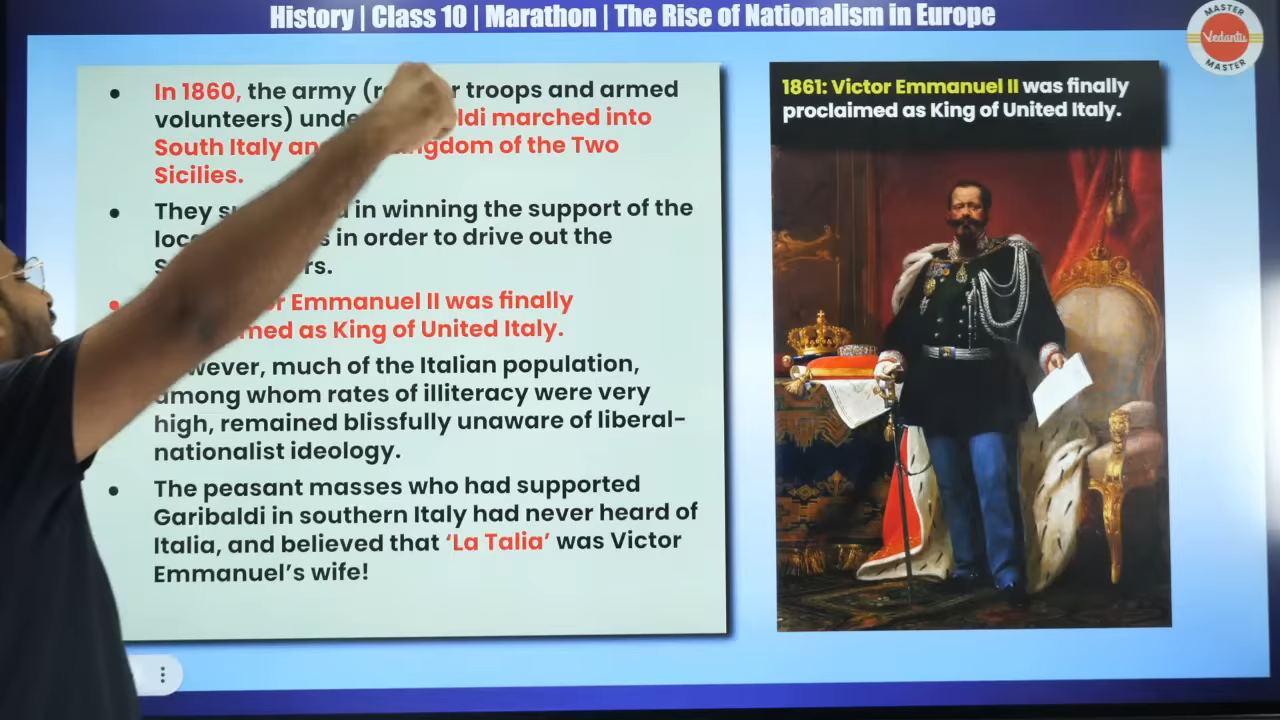 History | Class 10 | Marathon | The Rise of Nationalism in Europe
MASTER
Vedantu
MASTER
In 1860, the army ( troops and armed
volunteers) marched into
South Italy of the Two
Sicilies.
They in winning the support of the
in order to drive out the
Emmanuel II was finally
as King of United Italy.
much of the Italian population,
among whom rates of illiteracy were very
high, remained blissfully unaware of liberal-
nationalist ideology.
The peasant masses who had supported
Garibaldi in southern Italy had never heard of
Italia, and believed that ‘La Talia’ was Victor
Emmanuel’s wife!
1861: Victor Emmanuel II was finally
proclaimed as King of United Italy.